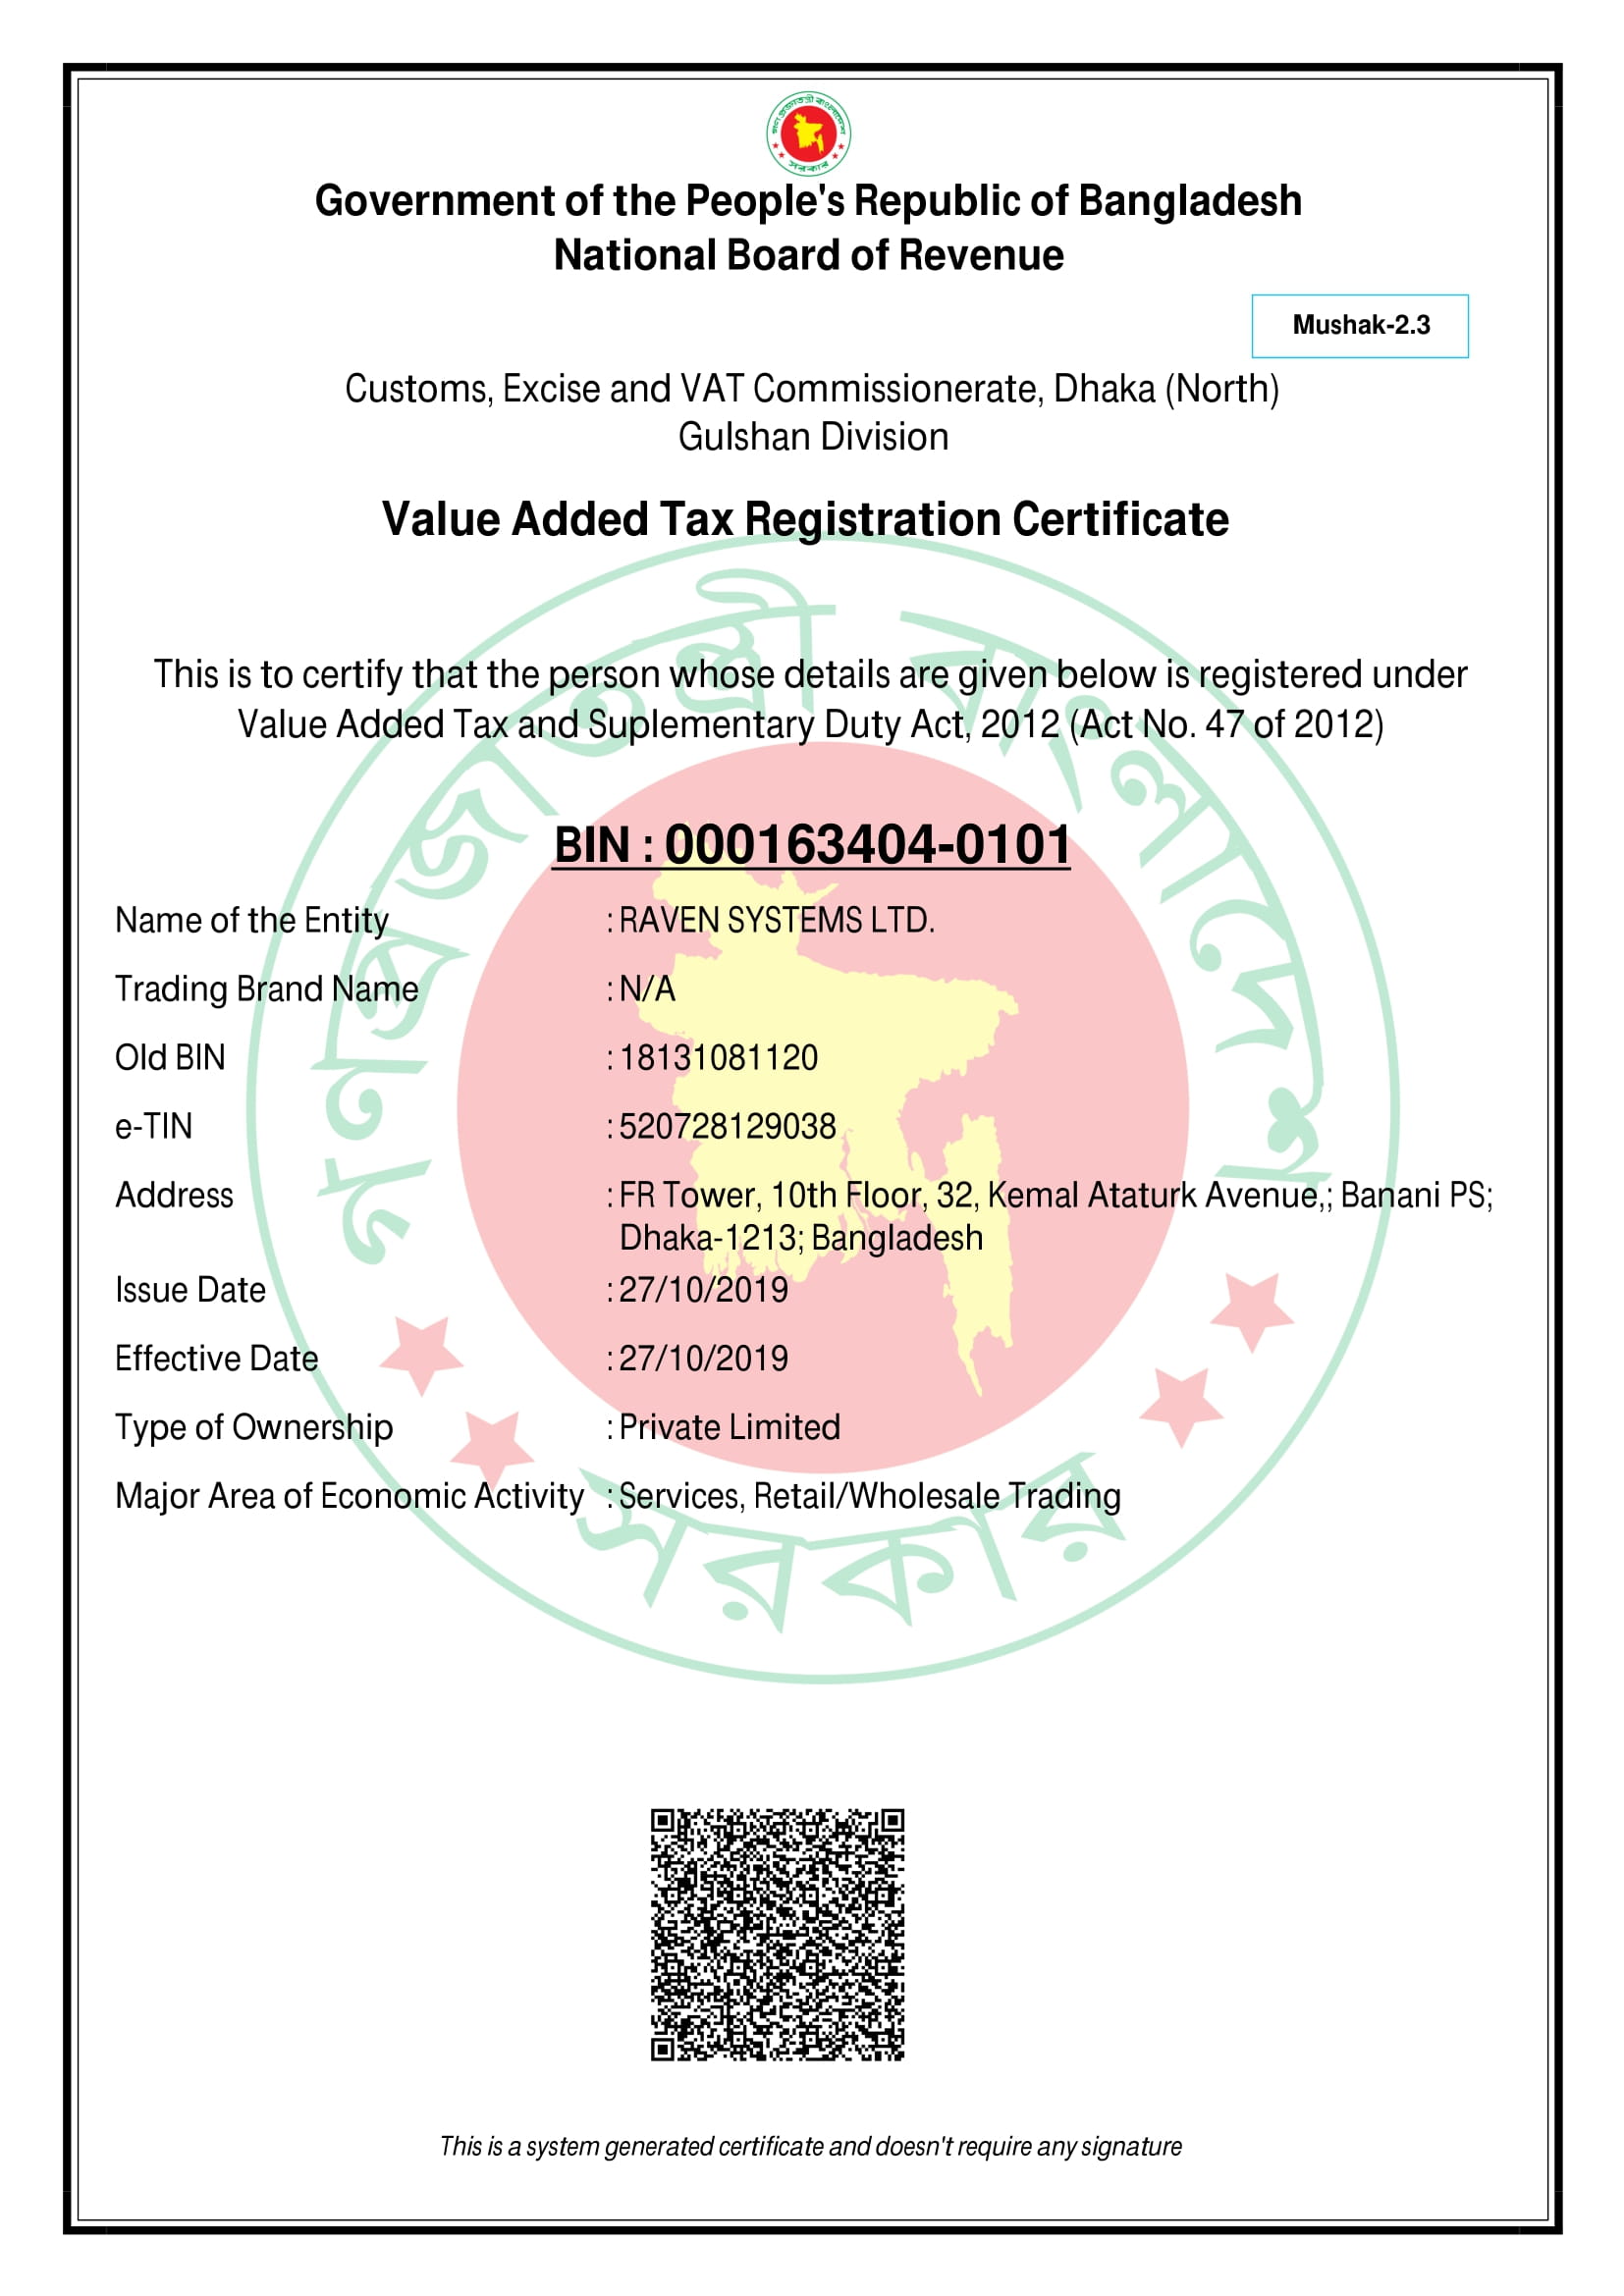 গণপ্রজাতন্ত্রী বাংলাদেশ
সরকার
Government of the People's Republic of Bangladesh
National Board of Revenue
Mushak-2.3
Customs, Excise and VAT Commissionerate, Dhaka (North)
Gulshan Division
Value Added Tax Registration Certificate
This is to certify that the person whose details are given below is registered under
Value Added Tax and Suplementary Duty Act, 2012 (Act No. 47 of 2012)
BIN : 000163404-0101
Name of the Entity : RAVEN SYSTEMS LTD.
Trading Brand Name : N/A
Old BIN : 18131081120
e-TIN : 520728129038
Address : FR Tower, 10th Floor, 32, Kemal Ataturk Avenue,; Banani PS;
Dhaka-1213; Bangladesh
Issue Date : 27/10/2019
Effective Date : 27/10/2019
Type of Ownership : Private Limited
Major Area of Economic Activity : Services, Retail/Wholesale Trading
গণপ্রজাতন্ত্রী বাংলাদেশ
সরকার
This is a system generated certificate and doesn't require any signature